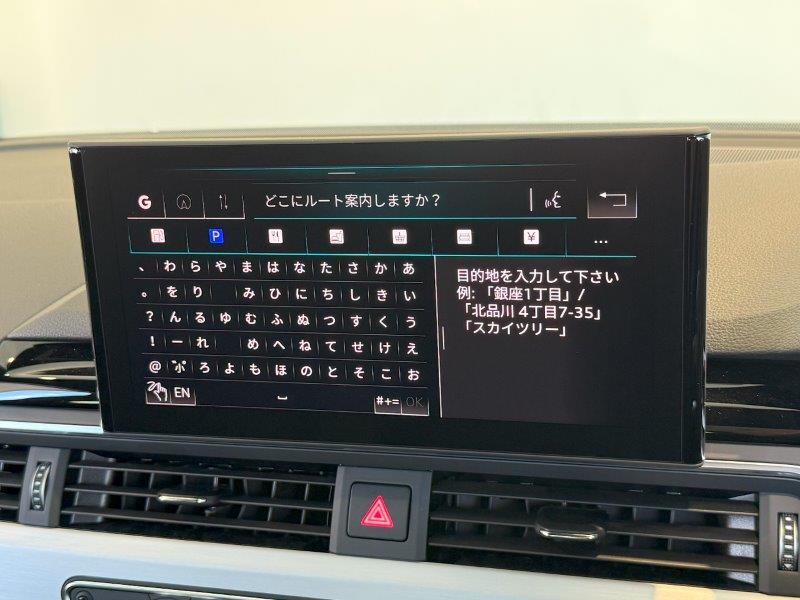 G どこにルート案内しますか？
P ¥ ...
、 わ ら や ま は な た さ か あ
。 を り み ひ に ち し き い
？ ん る ゆ む ふ ぬ つ す く う
！ ー れ め へ ね て せ け え
@ ろ よ も ほ の と そ こ お
EN #+= OK
目的地を入力して下さい
例: 「銀座1丁目」/
「北品川 4丁目7-35」
「スカイツリー」